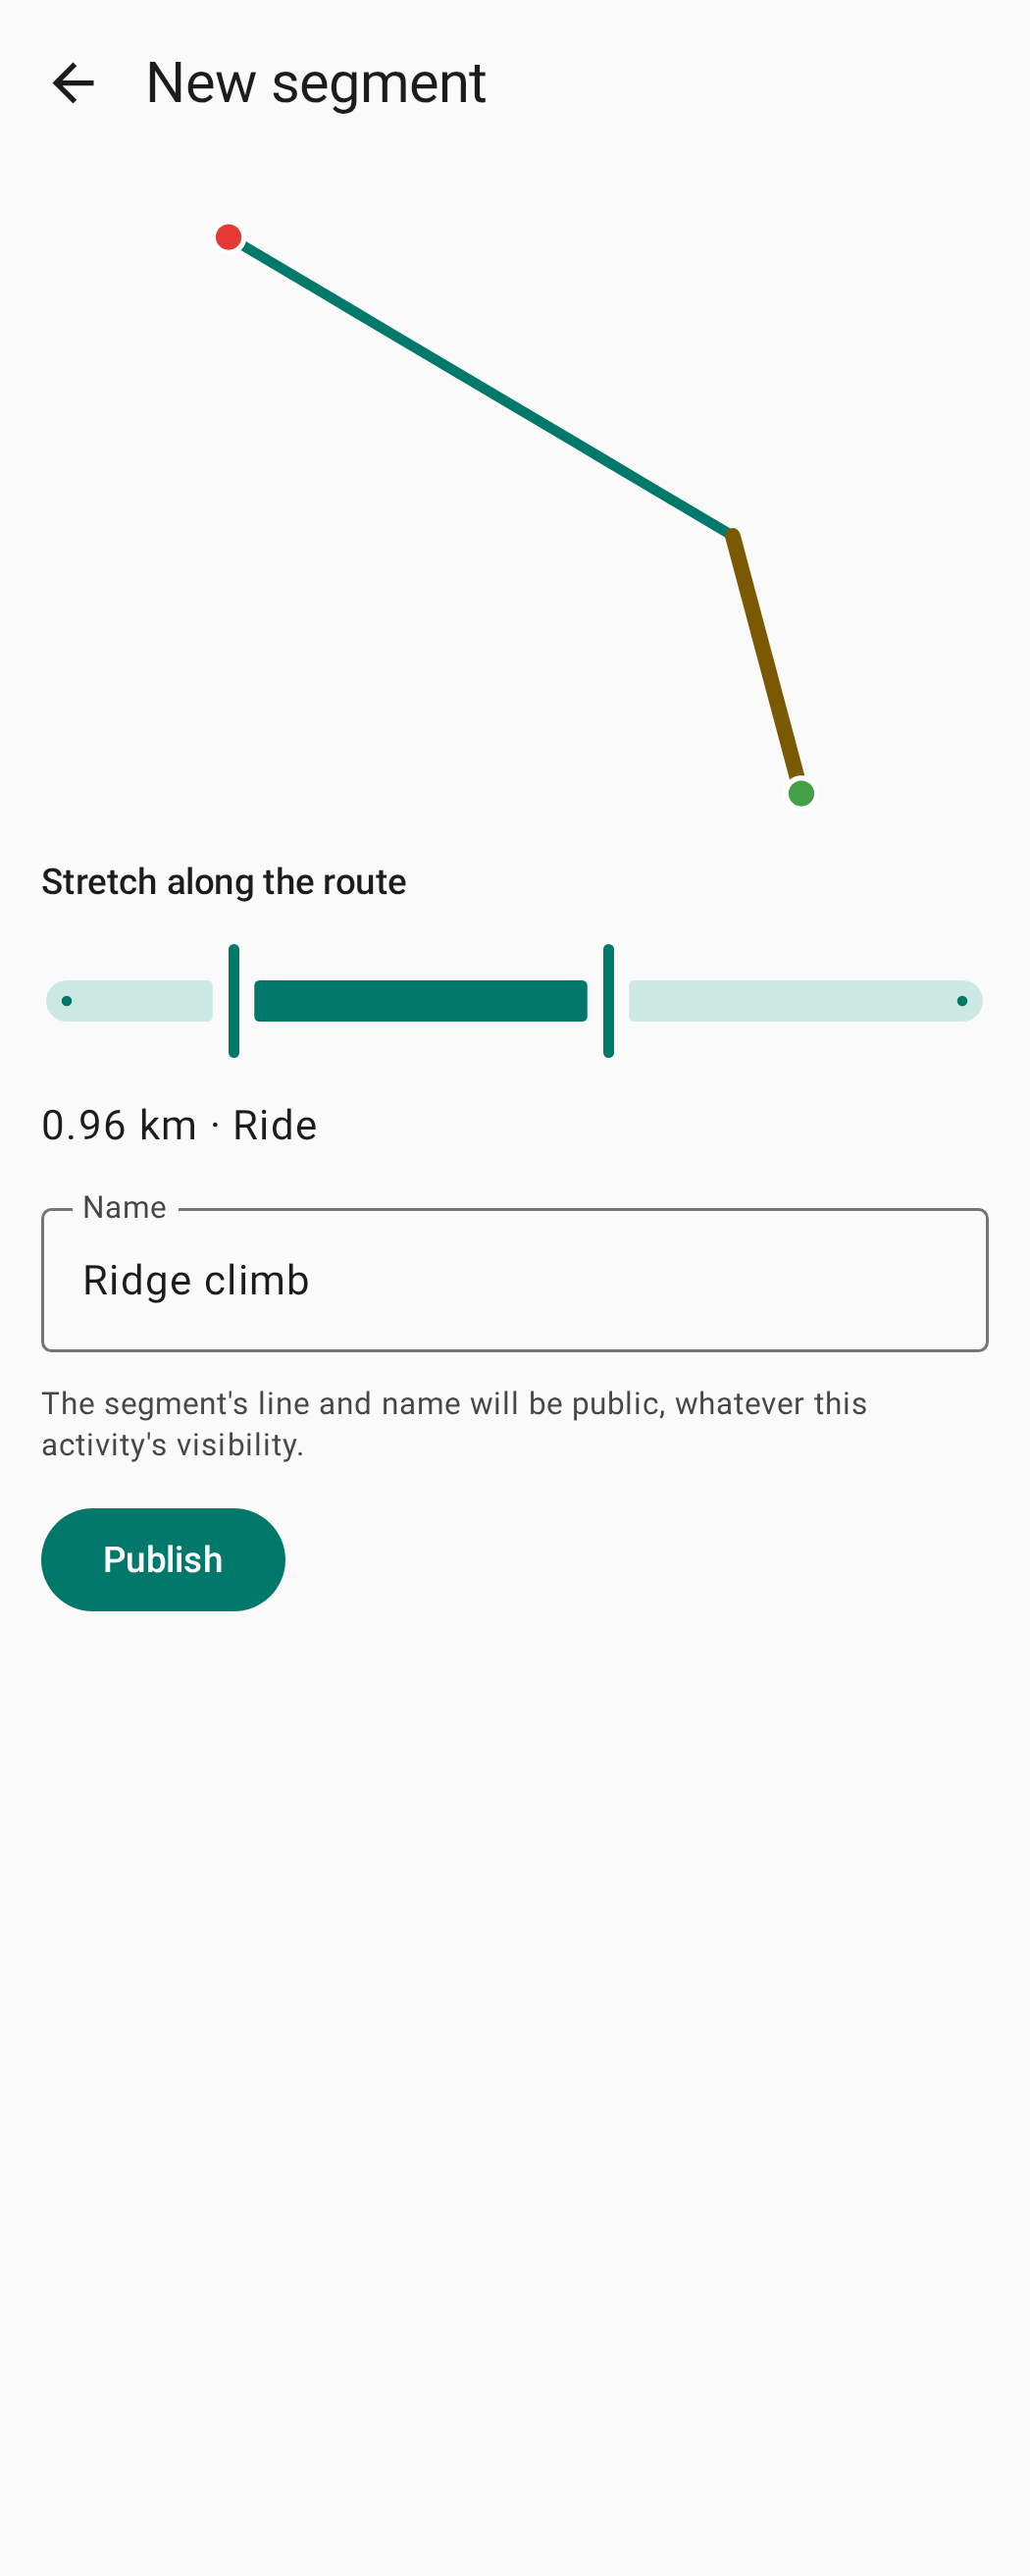 New segment
Stretch along the route
0.96 km · Ride
Name
Ridge climb
The segment's line and name will be public, whatever this
activity's visibility.
Publish